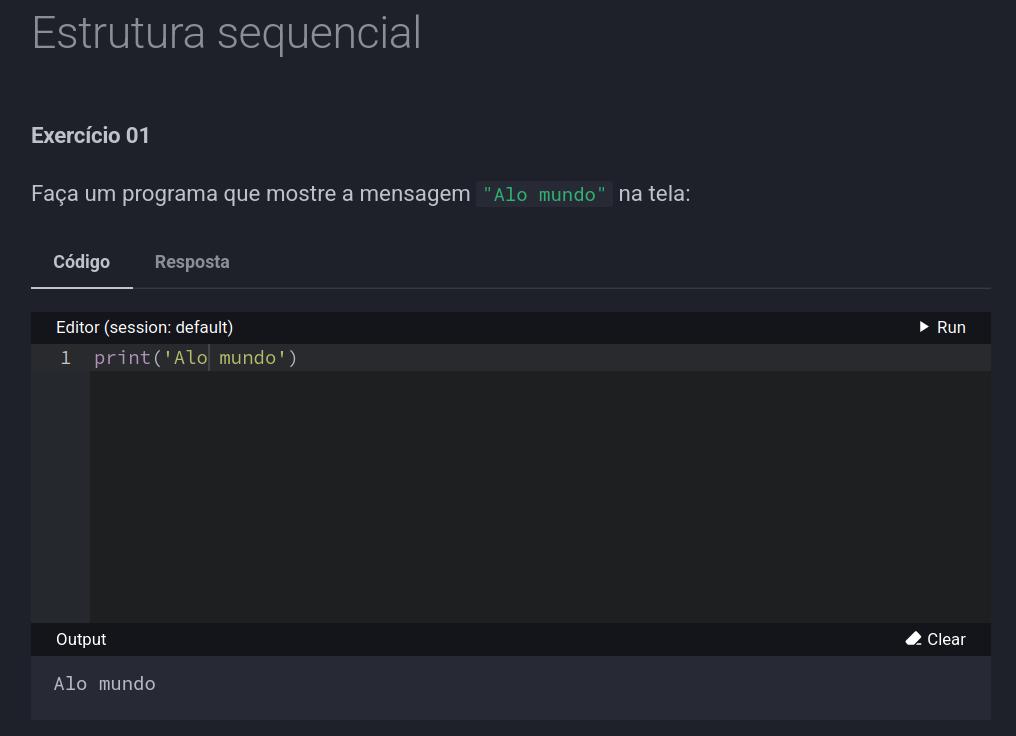 Estrutura sequencial
Exercício 01
Faça um programa que mostre a mensagem "Alo mundo" na tela:
Código Resposta
Editor (session: default) Run
1 print('Alo mundo')
Output Clear
Alo mundo